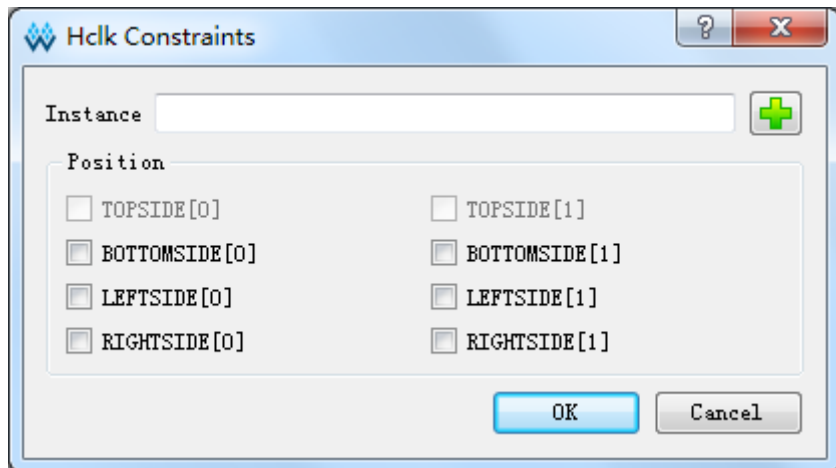 Hclk Constraints
Instance
Position
TOPSIDE[0] TOPSIDE[1]
BOTTOMSIDE[0] BOTTOMSIDE[1]
LEFTSIDE[0] LEFTSIDE[1]
RIGHTSIDE[0] RIGHTSIDE[1]
OK Cancel